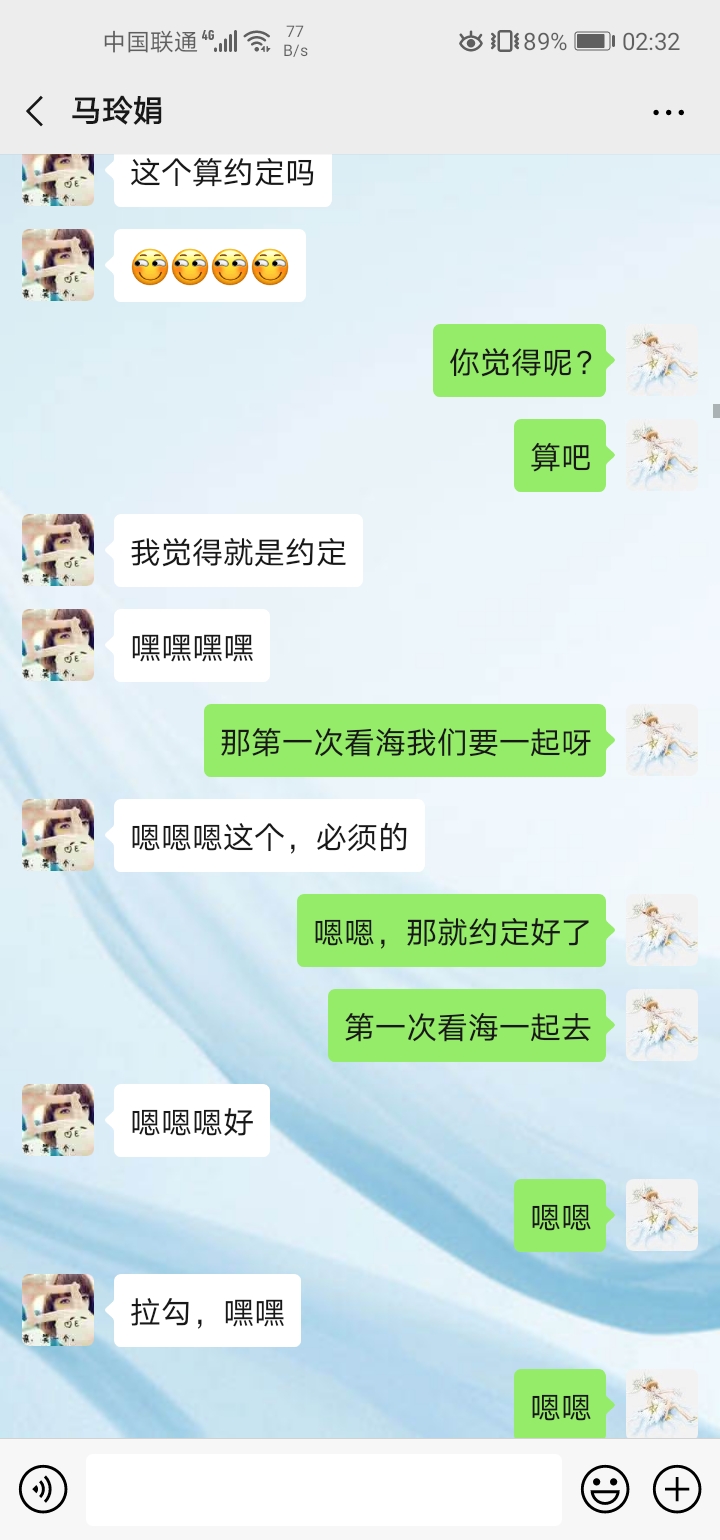 中国联通 4G 77 B/s 89% 02:32
马玲娟
这个算约定吗
你觉得呢？
算吧
我觉得就是约定
嘿嘿嘿嘿
那第一次看海我们要一起呀
嗯嗯嗯这个，必须的
嗯嗯，那就约定好了
第一次看海一起去
嗯嗯嗯好
嗯嗯
拉勾，嘿嘿
嗯嗯